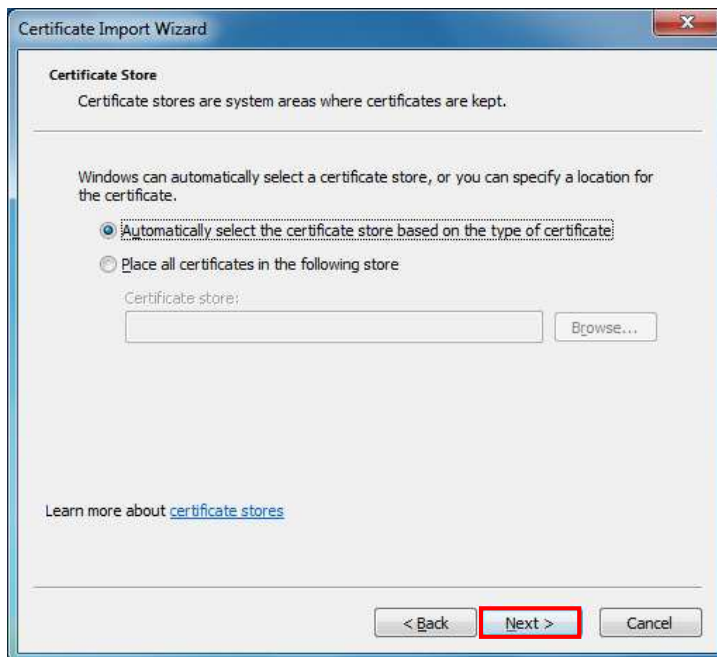 Certificate Import Wizard
Certificate Store
Certificate stores are system areas where certificates are kept.
Windows can automatically select a certificate store, or you can specify a location for
the certificate.
Automatically select the certificate store based on the type of certificate
Place all certificates in the following store
Certificate store:
Browse...
Learn more about certificate stores
< Back Next > Cancel